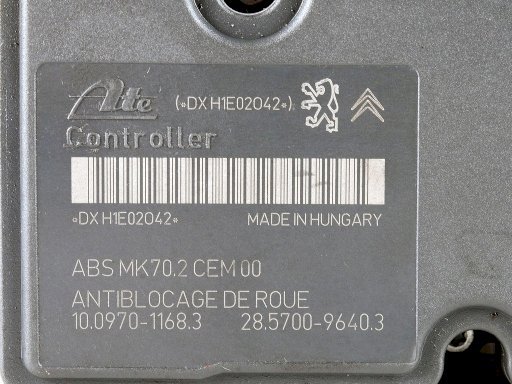 Ate (*DX H1E02042*)
Controller
*DX H1E02042* MADE IN HUNGARY
ABS MK70.2 CEM 00
ANTIBLOCAGE DE ROUE
10.0970-1168.3 28.5700-9640.3